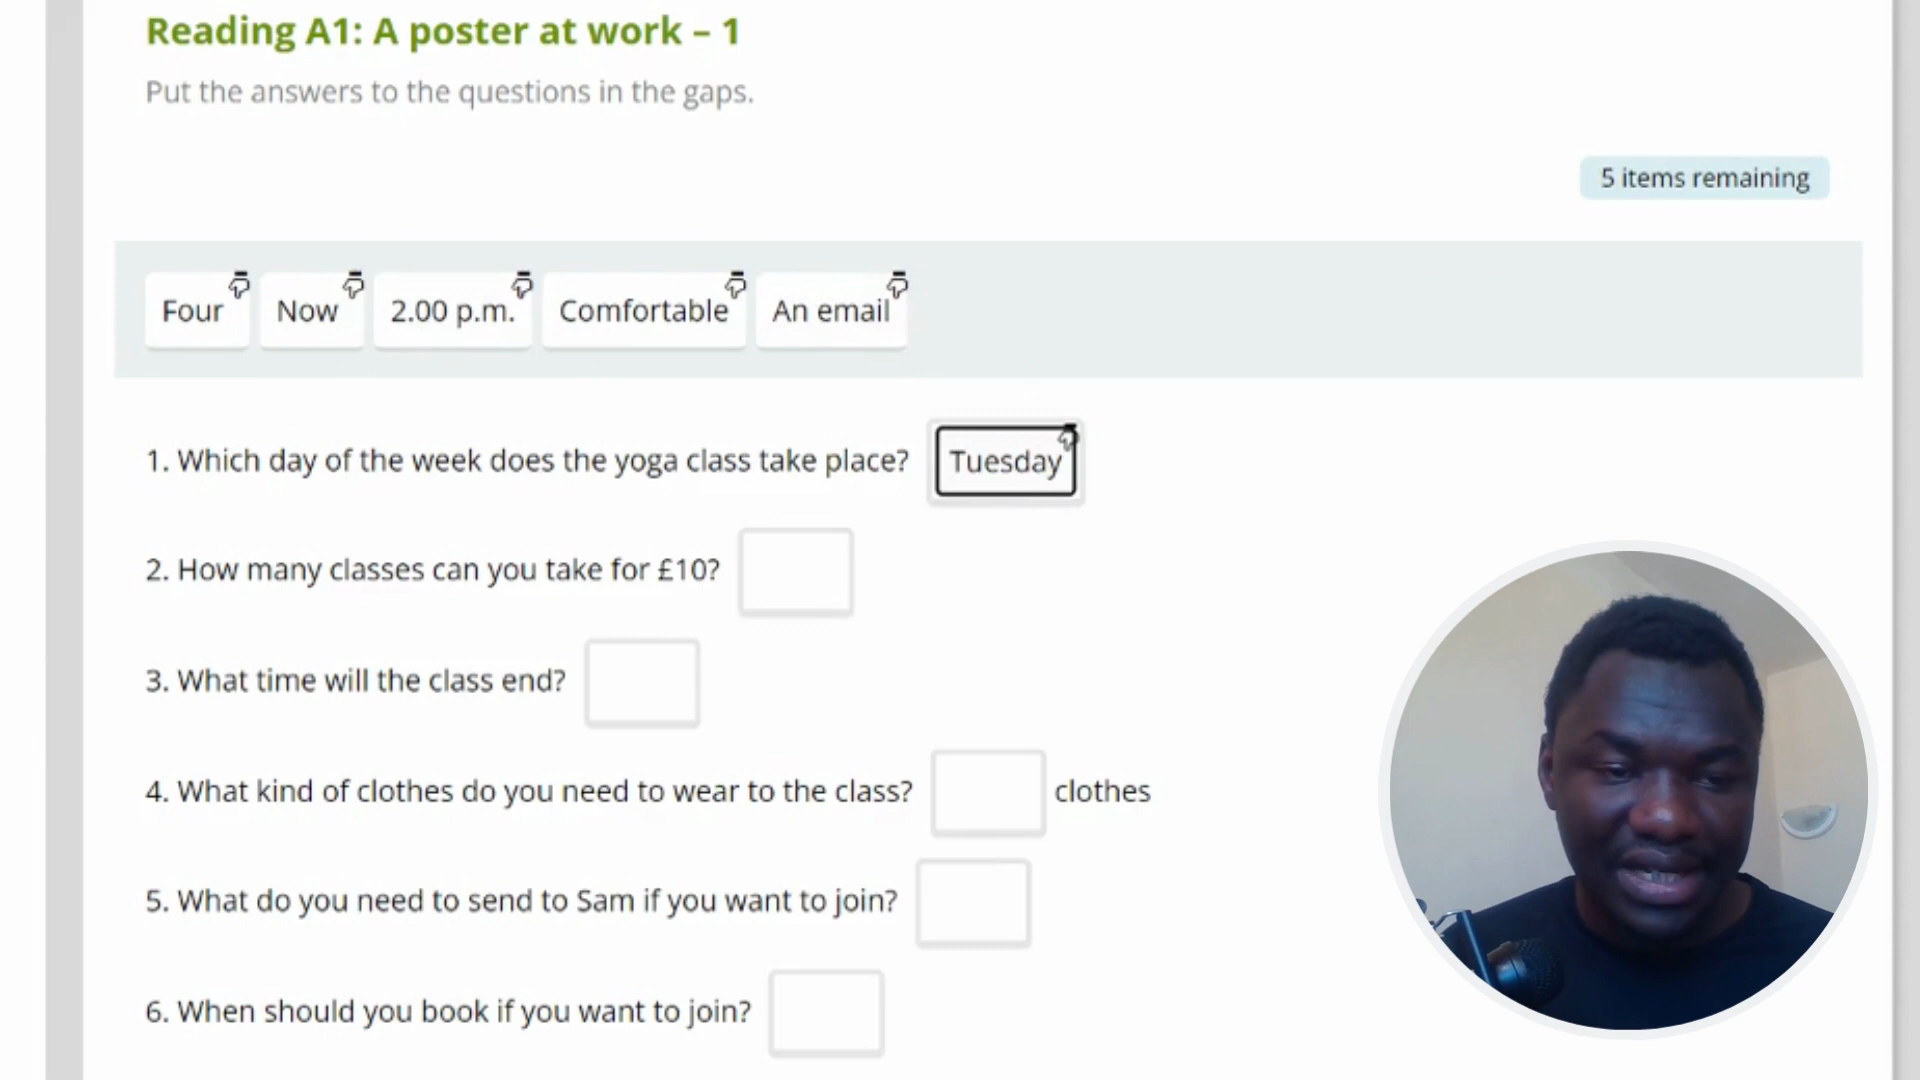 Reading A1: A poster at work – 1
Put the answers to the questions in the gaps.
5 items remaining
Four Now 2.00 p.m. Comfortable An email
1. Which day of the week does the yoga class take place? Tuesday
2. How many classes can you take for £10?
3. What time will the class end?
4. What kind of clothes do you need to wear to the class? clothes
5. What do you need to send to Sam if you want to join?
6. When should you book if you want to join?